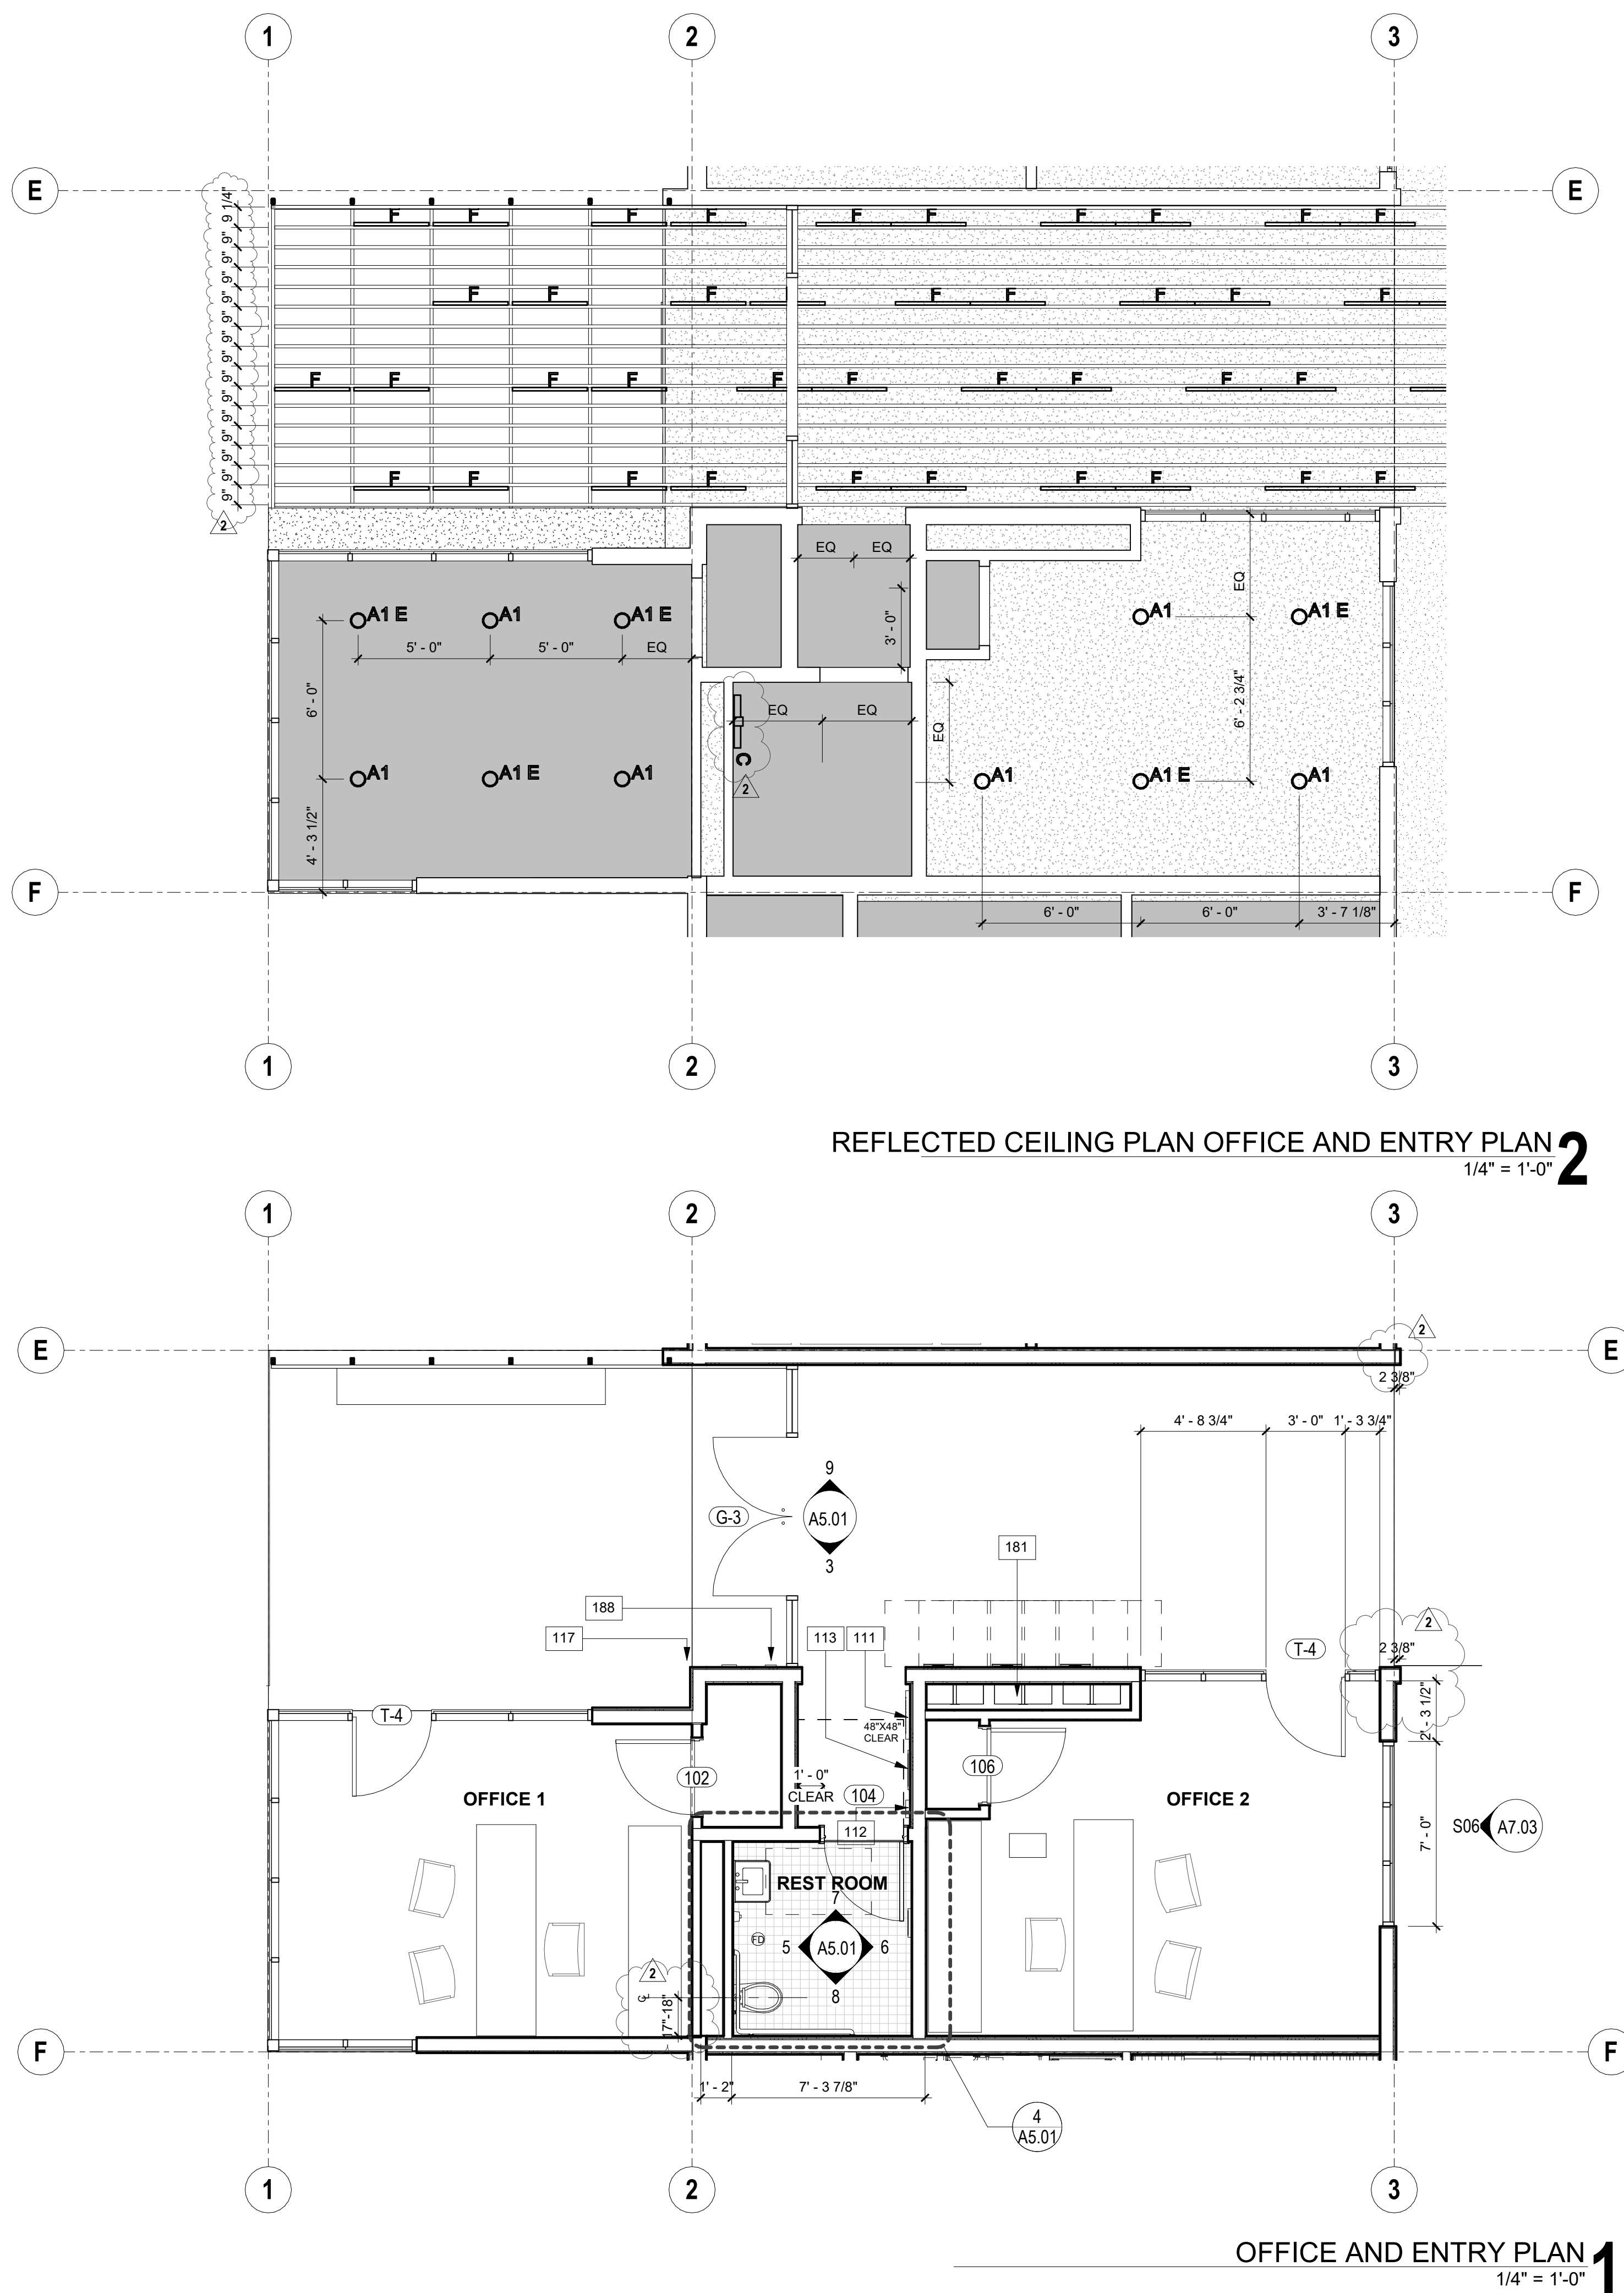 1 2 3
E E
9 1/4"
9" 9" 9" 9" 9" 9" 9" 9" 9" 9" 9" 9" 9" 9"
F F F F F F F F F F
F F F F F F F F
F F F F F F F F F F
F F F F F F F F F F
2
EQ EQ
EQ
3' - 0"
A1 E A1 A1 E
A1 A1 E
5' - 0" 5' - 0" EQ
6' - 0"
6' - 2 3/4"
EQ EQ
EQ
C
2
A1 A1 E A1
A1 A1 E A1
4' - 3 1/2"
F F
6' - 0" 6' - 0" 3' - 7 1/8"
1 2 3
REFLECTED CEILING PLAN OFFICE AND ENTRY PLAN 2
1/4" = 1'-0"
1 2 3
E E
2
2 3/8"
4' - 8 3/4" 3' - 0" 1' - 3 3/4"
9
G-3 A5.01
3
181
188
117 113 111 T-4
2
2 3/8"
2' - 3 1/2"
T-4
48"X48"
CLEAR
102 106
1' - 0"
CLEAR
104
OFFICE 1 OFFICE 2
112
7' - 0"
S06 A7.03
REST ROOM
7
FD
5 A5.01 6
8
2
CL
17"-18"
F F
1' - 2" 7' - 3 7/8"
4
A5.01
1 2 3
OFFICE AND ENTRY PLAN 1
1/4" = 1'-0"